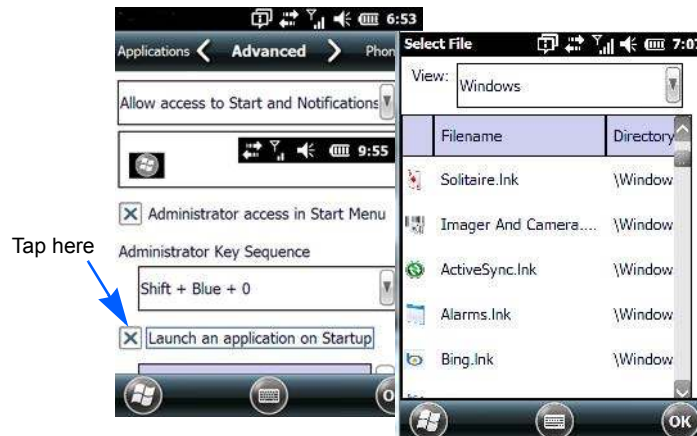 6:53
Applications Advanced Phon
Allow access to Start and Notifications
9:55
Administrator access in Start Menu
Tap here
Administrator Key Sequence
Shift + Blue + 0
Launch an application on Startup
Select File 7:07
View: Windows
Filename Directory
Solitaire.lnk \Window
Imager And Camera.... \Window
ActiveSync.lnk \Window
Alarms.lnk \Window
Bing.lnk \Window
OK